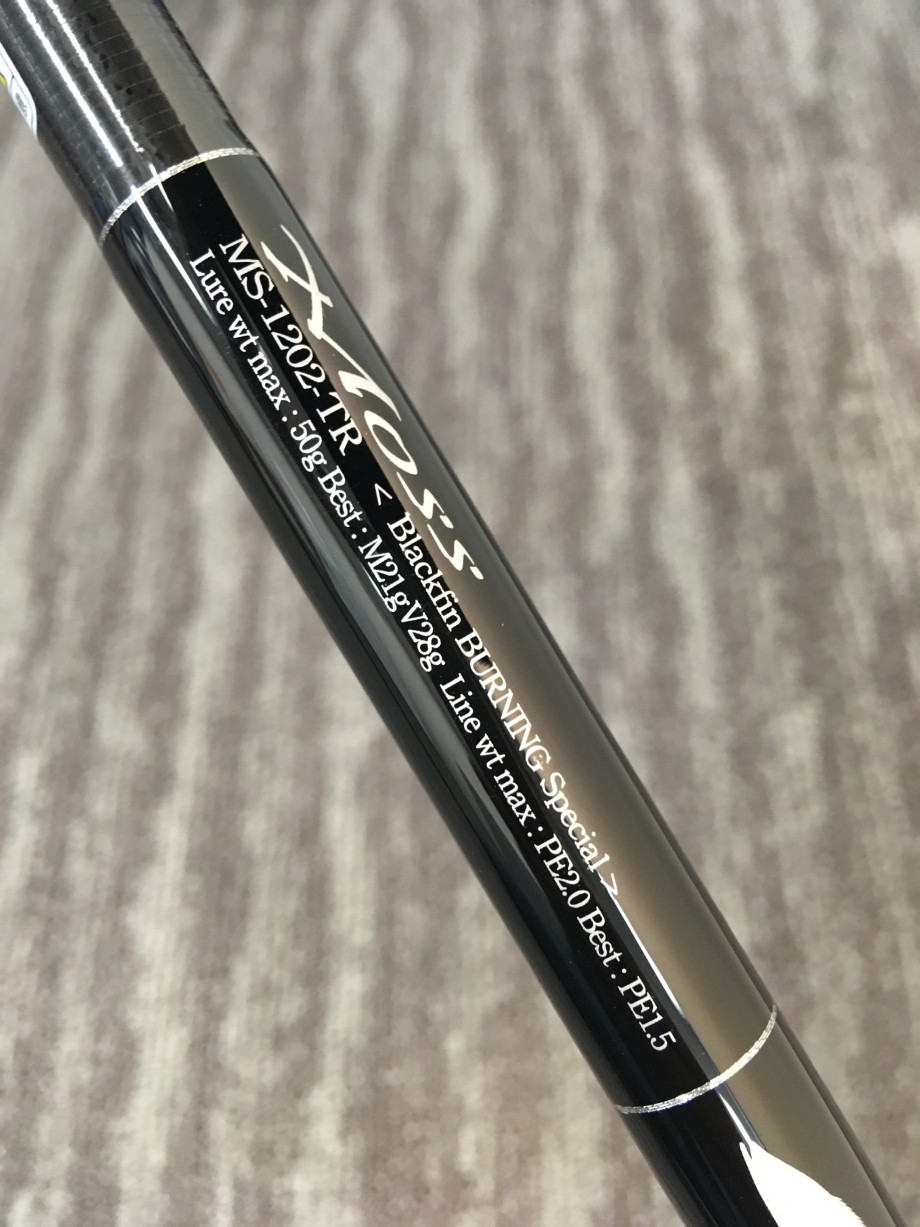 Xross
MS-1202-TR < Blackfin BURNING Special >
Lure wt max : 50g Best : M21g V28g Line wt max : PE2.0 Best : PE1.5